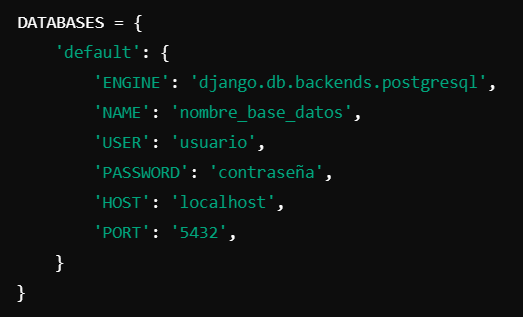 DATABASES = {
    'default': {
        'ENGINE': 'django.db.backends.postgresql',
        'NAME': 'nombre_base_datos',
        'USER': 'usuario',
        'PASSWORD': 'contraseña',
        'HOST': 'localhost',
        'PORT': '5432',
    }
}